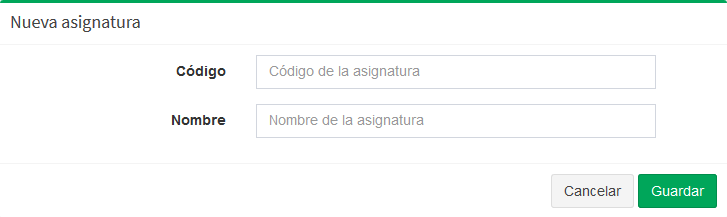 Nueva asignatura
Código Código de la asignatura
Nombre Nombre de la asignatura
Cancelar Guardar